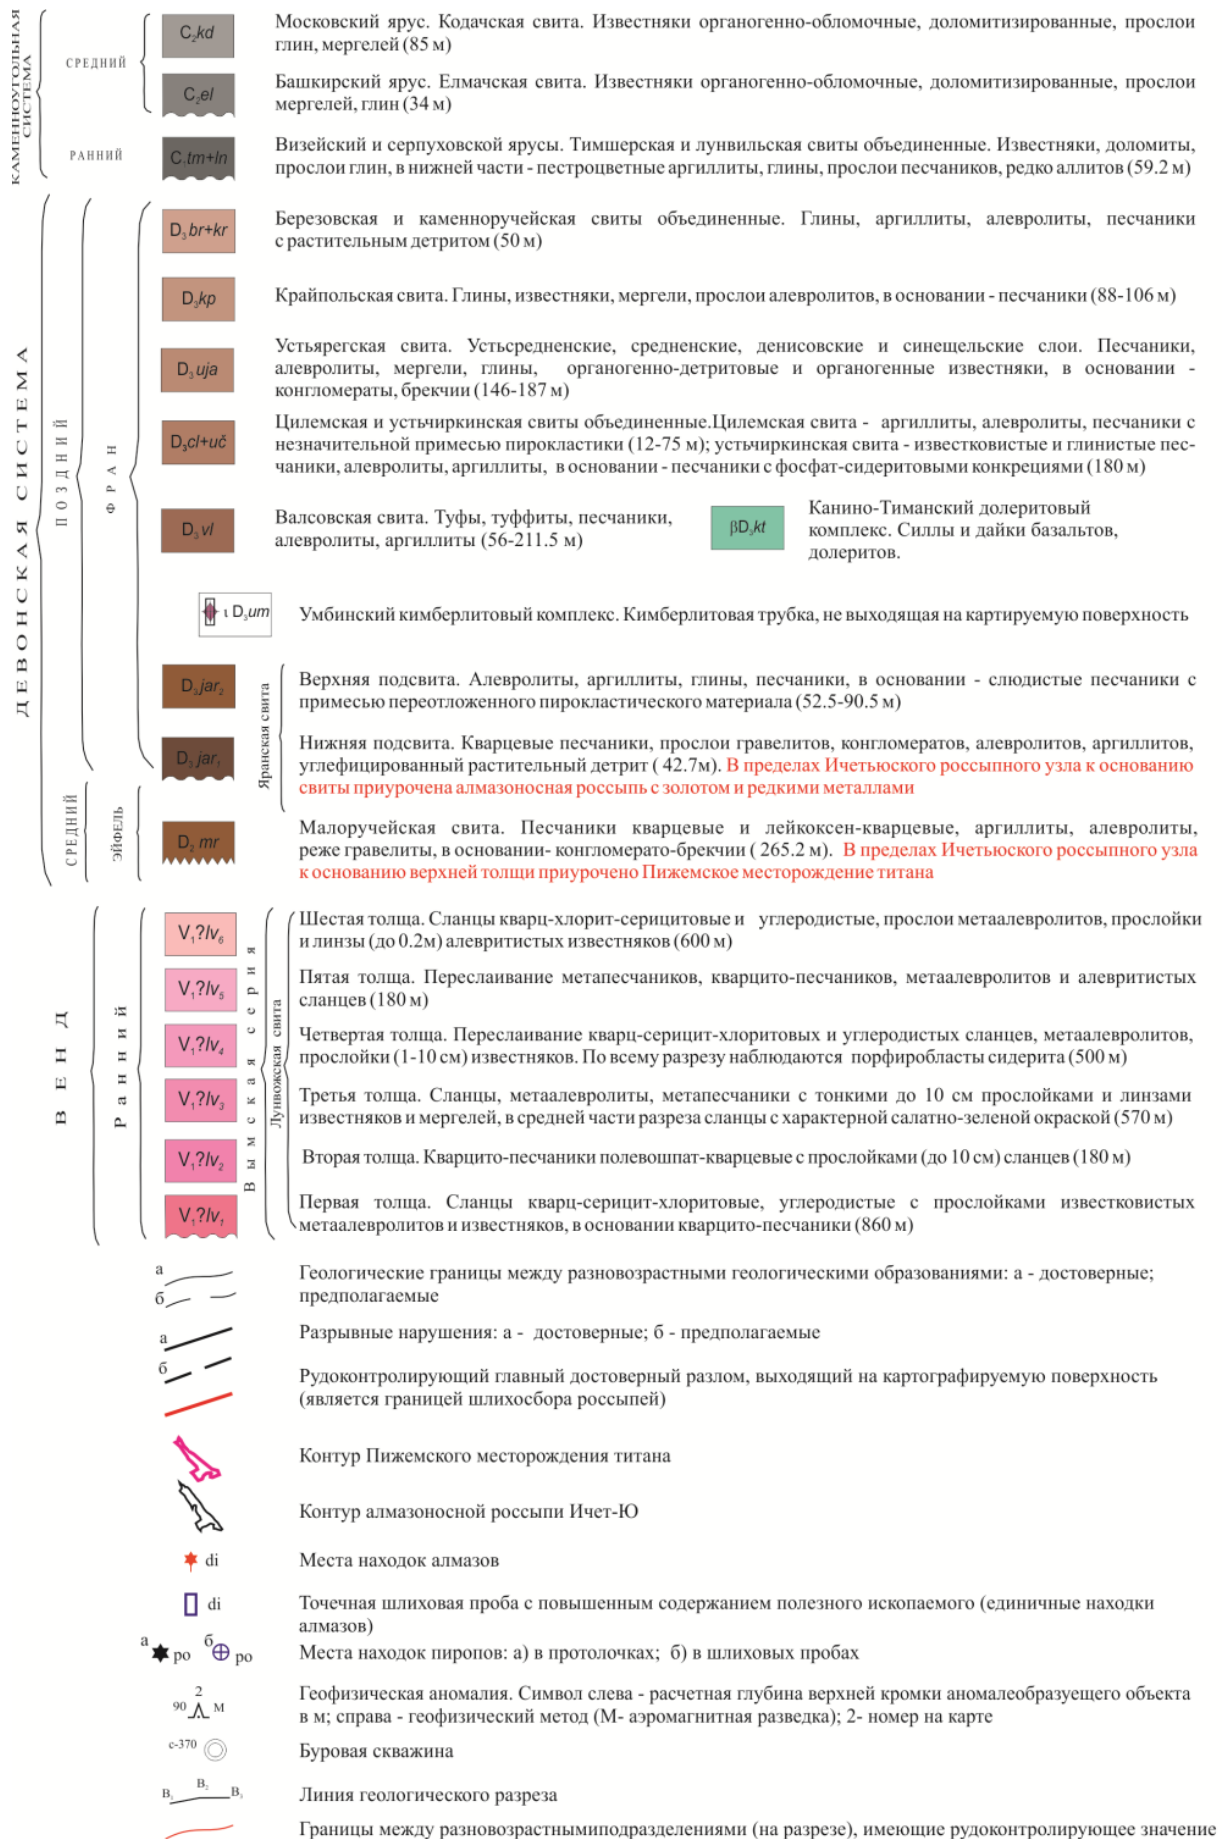 КАМЕННОУГОЛЬНАЯ СИСТЕМА
СРЕДНИЙ
C₂kd
Московский ярус. Кодачская свита. Известняки органогенно-обломочные, доломитизированные, прослои
глин, мергелей (85 м)
C₂el
Башкирский ярус. Елмачская свита. Известняки органогенно-обломочные, доломитизированные, прослои
мергелей, глин (34 м)
РАННИЙ
C₁tm+ln
Визейский и серпуховской ярусы. Тимшерская и лунвильская свиты объединенные. Известняки, доломиты,
прослои глин, в нижней части - пестроцветные аргиллиты, глины, прослои песчаников, редко аллитов (59.2 м)
ДЕВОНСКАЯ СИСТЕМА
ПОЗДНИЙ
ФРАН
D₃br+kr
Березовская и каменноручейская свиты объединенные. Глины, аргиллиты, алевролиты, песчаники
с растительным детритом (50 м)
D₃kp
Крайпольская свита. Глины, известняки, мергели, прослои алевролитов, в основании - песчаники (88-106 м)
D₃uja
Устьярегская свита. Устьсредненские, средненские, денисовские и синещельские слои. Песчаники,
алевролиты, мергели, глины, органогенно-детритовые и органогенные известняки, в основании -
конгломераты, брекчии (146-187 м)
D₃cl+uč
Цилемская и устьчиркинская свиты объединенные.Цилемская свита - аргиллиты, алевролиты, песчаники с
незначительной примесью пирокластики (12-75 м); устьчиркинская свита - известковистые и глинистые пес-
чаники, алевролиты, аргиллиты, в основании - песчаники с фосфат-сидеритовыми конкрециями (180 м)
D₃vl
Валсовская свита. Туфы, туффиты, песчаники,
алевролиты, аргиллиты (56-211.5 м)
βD₃kt
Канино-Тиманский долеритовый
комплекс. Силлы и дайки базальтов,
долеритов.
ι D₃um
Умбинский кимберлитовый комплекс. Кимберлитовая трубка, не выходящая на картируемую поверхность
Яранская свита
D₃jar₂
Верхняя подсвита. Алевролиты, аргиллиты, глины, песчаники, в основании - слюдистые песчаники с
примесью переотложенного пирокластического материала (52.5-90.5 м)
D₃jar₁
Нижняя подсвита. Кварцевые песчаники, прослои гравелитов, конгломератов, алевролитов, аргиллитов,
углефицированный растительный детрит ( 42.7м). В пределах Ичетьюского россыпного узла к основанию
свиты приурочена алмазоносная россыпь с золотом и редкими металлами
СРЕДНИЙ
ЭЙФЕЛЬ
D₂mr
Малоручейская свита. Песчаники кварцевые и лейкоксен-кварцевые, аргиллиты, алевролиты,
реже гравелиты, в основании- конгломерато-брекчии ( 265.2 м). В пределах Ичетьюского россыпного узла
к основанию верхней толщи приурочено Пижемское месторождение титана
ВЕНД
Ранний
Вымская серия
Лунвожская свита
V₁?lv₆
Шестая толща. Сланцы кварц-хлорит-серицитовые и углеродистые, прослои метаалевролитов, прослойки
и линзы (до 0.2м) алевритистых известняков (600 м)
V₁?lv₅
Пятая толща. Переслаивание метапесчаников, кварцито-песчаников, метаалевролитов и алевритистых
сланцев (180 м)
V₁?lv₄
Четвертая толща. Переслаивание кварц-серицит-хлоритовых и углеродистых сланцев, метаалевролитов,
прослойки (1-10 см) известняков. По всему разрезу наблюдаются порфиробласты сидерита (500 м)
V₁?lv₃
Третья толща. Сланцы, метаалевролиты, метапесчаники с тонкими до 10 см прослойками и линзами
известняков и мергелей, в средней части разреза сланцы с характерной салатно-зеленой окраской (570 м)
V₁?lv₂
Вторая толща. Кварцито-песчаники полевошпат-кварцевые с прослойками (до 10 см) сланцев (180 м)
V₁?lv₁
Первая толща. Сланцы кварц-серицит-хлоритовые, углеродистые с прослойками известковистых
метаалевролитов и известняков, в основании кварцито-песчаники (860 м)
а
б
Геологические границы между разновозрастными геологическими образованиями: а - достоверные;
предполагаемые
а
б
Разрывные нарушения: а - достоверные; б - предполагаемые
Рудоконтролирующий главный достоверный разлом, выходящий на картографируемую поверхность
(является границей шлихосбора россыпей)
Контур Пижемского месторождения титана
Контур алмазоносной россыпи Ичет-Ю
di
Места находок алмазов
di
Точечная шлиховая проба с повышенным содержанием полезного ископаемого (единичные находки
алмазов)
а po б po
Места находок пиропов: а) в протолочках; б) в шлиховых пробах
2
90 М
Геофизическая аномалия. Символ слева - расчетная глубина верхней кромки аномалеобразуещего объекта
в м; справа - геофизический метод (М- аэромагнитная разведка); 2- номер на карте
с-370
Буровая скважина
В₁ В₂ В₃
Линия геологического разреза
Границы между разновозрастнымиподразделениями (на разрезе), имеющие рудоконтролирующее значение